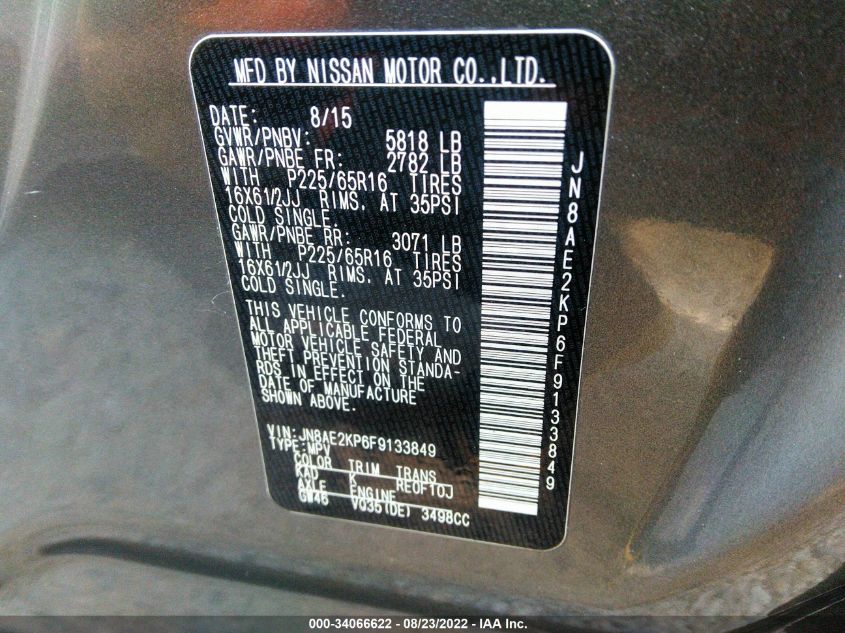 MFD BY NISSAN MOTOR CO.,LTD.
DATE: 8/15
GVWR/PNBV: 5818 LB
GAWR/PNBE FR: 2782 LB
WITH P225/65R16 TIRES
16X61/2JJ RIMS, AT 35PSI
COLD SINGLE.
GAWR/PNBE RR: 3071 LB
WITH P225/65R16 TIRES
16X61/2JJ RIMS, AT 35PSI
COLD SINGLE.
THIS VEHICLE CONFORMS TO
ALL APPLICABLE FEDERAL
MOTOR VEHICLE SAFETY AND
THEFT PREVENTION STANDA-
RDS IN EFFECT ON THE
DATE OF MANUFACTURE
SHOWN ABOVE.
VIN:JN8AE2KP6F9133849
TYPE:MPV
COLOR TRIM TRANS
KAD K RE0F10J
AXLE ENGINE
GW46 VQ35(DE) 3498CC
JN8AE2KP6F9133849
000-34066622 - 08/23/2022 - IAA Inc.